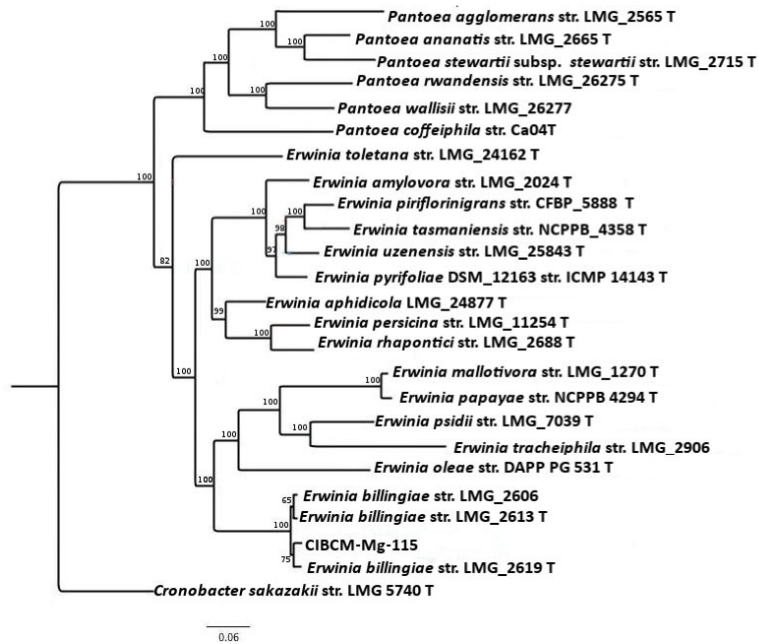 100
Pantoea agglomerans str. LMG_2565 T
100
Pantoea ananatis str. LMG_2665 T
100
Pantoea stewartii subsp. stewartii str. LMG_2715 T
100
Pantoea rwandensis str. LMG_26275 T
100
Pantoea wallisii str. LMG_26277
Pantoea coffeiphila str. Ca04T
100
Erwinia toletana str. LMG_24162 T
Erwinia amylovora str. LMG_2024 T
100
100
Erwinia piriflorinigrans str. CFBP_5888 T
98
Erwinia tasmaniensis str. NCPPB_4358 T
97
Erwinia uzenensis str. LMG_25843 T
82
100
Erwinia pyrifoliae DSM_12163 str. ICMP 14143 T
Erwinia aphidicola LMG_24877 T
99
Erwinia persicina str. LMG_11254 T
100
Erwinia rhapontici str. LMG_2688 T
100
Erwinia mallotivora str. LMG_1270 T
100
Erwinia papayae str. NCPPB 4294 T
100
Erwinia psidii str. LMG_7039 T
100
100
Erwinia tracheiphila str. LMG_2906
Erwinia oleae str. DAPP PG 531 T
100
65
Erwinia billingiae str. LMG_2606
Erwinia billingiae str. LMG_2613 T
100
CIBCM-Mg-115
75
Erwinia billingiae str. LMG_2619 T
Cronobacter sakazakii str. LMG 5740 T
0.06